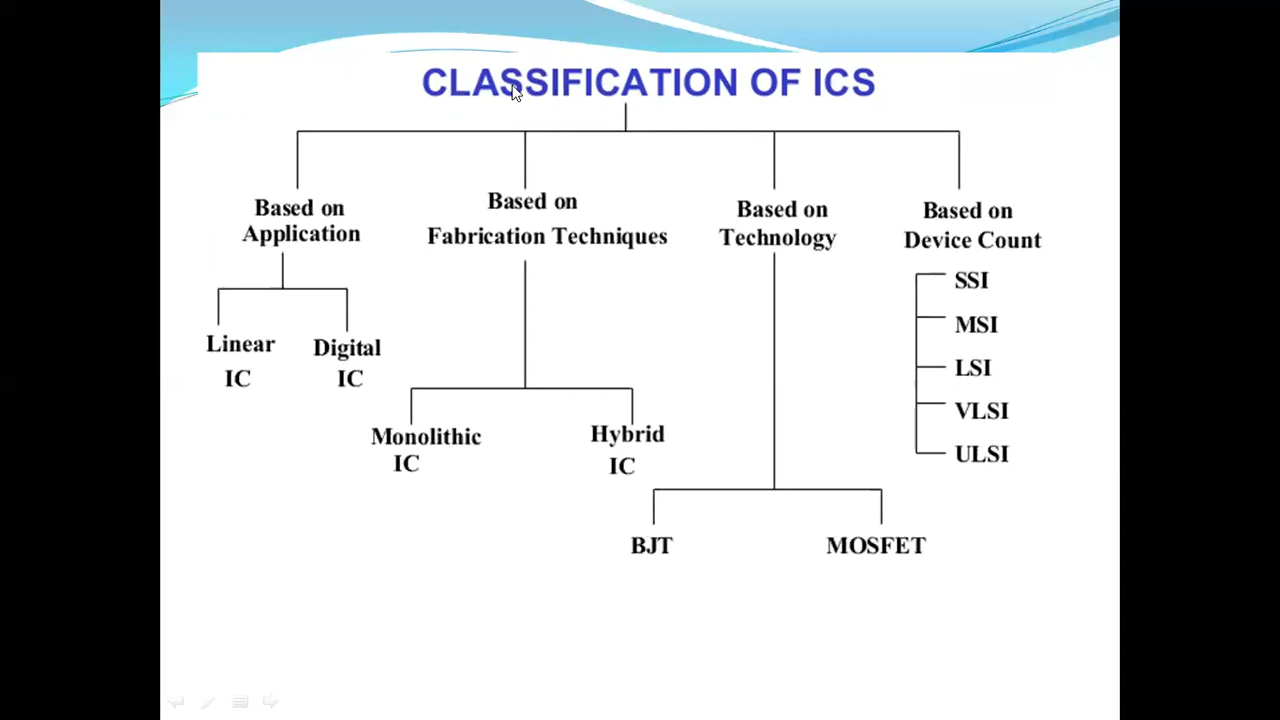 CLASSIFICATION OF ICS
Based on
Application
Linear
IC
Digital
IC
Based on
Fabrication Techniques
Monolithic
IC
Hybrid
IC
Based on
Technology
BJT
MOSFET
Based on
Device Count
SSI
MSI
LSI
VLSI
ULSI